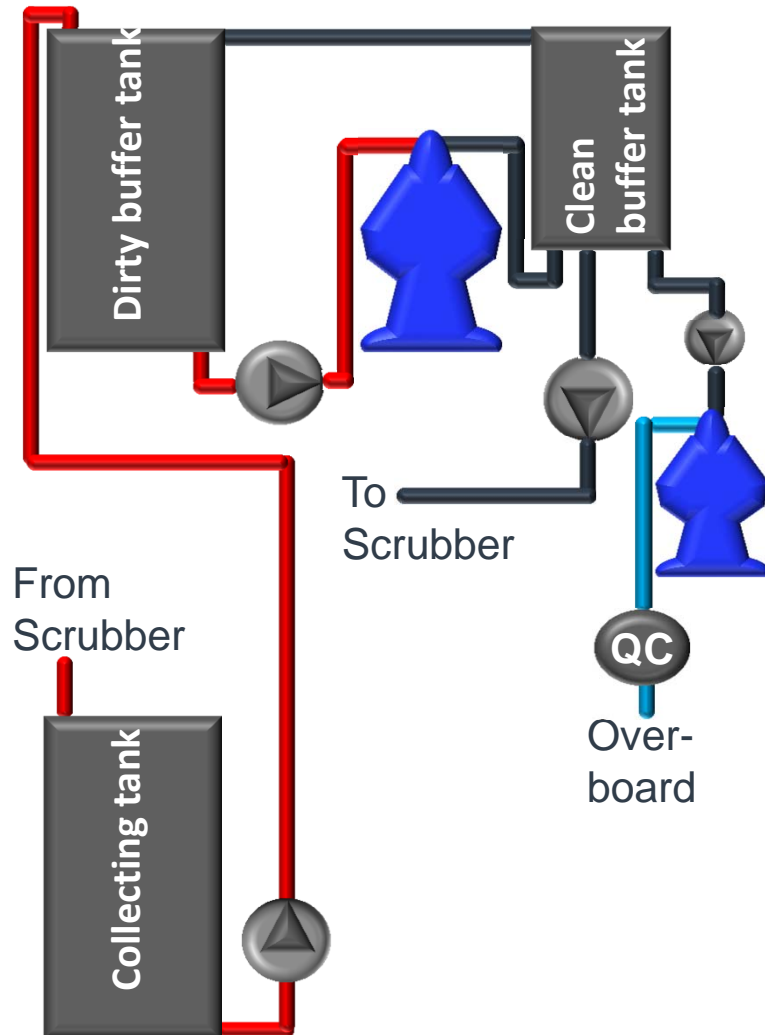 Dirty buffer tank
Clean
buffer tank
To
Scrubber
From
Scrubber
QC
Over-
board
Collecting tank